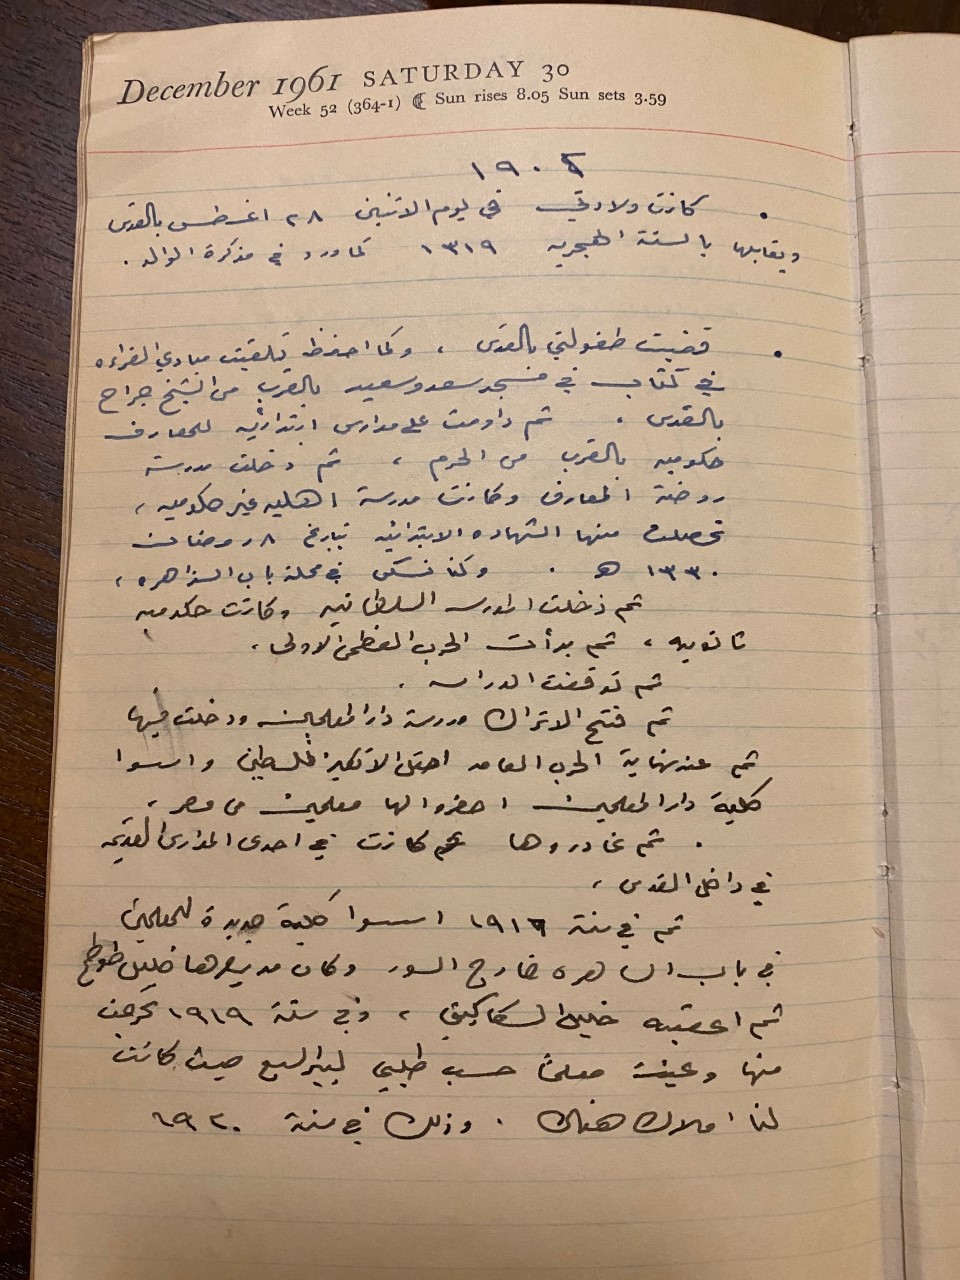 December 1961 SATURDAY 30
Week 52 (364-1) ☾ Sun rises 8.05 Sun sets 3.59
١٩٠٢
• كانت ولادتي في يوم الاثنين ٢٨ اغسطس بالقدس
ويقابلها بالسنة الهجريه ١٣١٩ كما ورد في مذكرة الوالد .
• قضيت طفولتي بالقدس ، وكما احفظ تلقيت مبادئ القراءه
في كتاب في مسجد سعد وسعيد بالقرب من الشيخ جراح
بالقدس . ثم داومت على مدارس ابتدائيه للمعارف
حكوميه بالقرب من الحرم ، ثم دخلت مدرسة
روضة المعارف وكانت مدرسة اهليه غير حكوميه ،
تحصلت منها الشهاده الابتدائيه بتاريخ ٨ رمضان
١٣٣٠ هـ . وكنا نسكن في محلة باب الزاهره ،
ثم دخلت المدرسه السلطانيه وكانت حكوميه
ثانويه ، ثم بدأت الحرب العظمى الاولى .
ثم توقفت الدراسه .
ثم فتح الاتراك مدرسة دار المعلمين ودخلت فيها
ثم عند نهاية الحرب العامه احتل الانكليز فلسطين واسسوا
كلية دار المعلمين احضروا لها معلمين من مصر ،
. ثم غادروها كانت في احدى المدارس القديمه
في داخل القدس ،
ثم في سنة ١٩١٦ اسسوا كلية جديدة للمعلمين
في باب الساهره خارج السور وكان مديرها خليل طوطح
ثم اعقبه خليل السكاكيني ، وفي سنة ١٩١٩ تخرجت
منها وعينت معلمًا حسب طلبي لبير السبع حيث كانت
لنا املاك هناك . وذلك في سنة ١٩٢٠